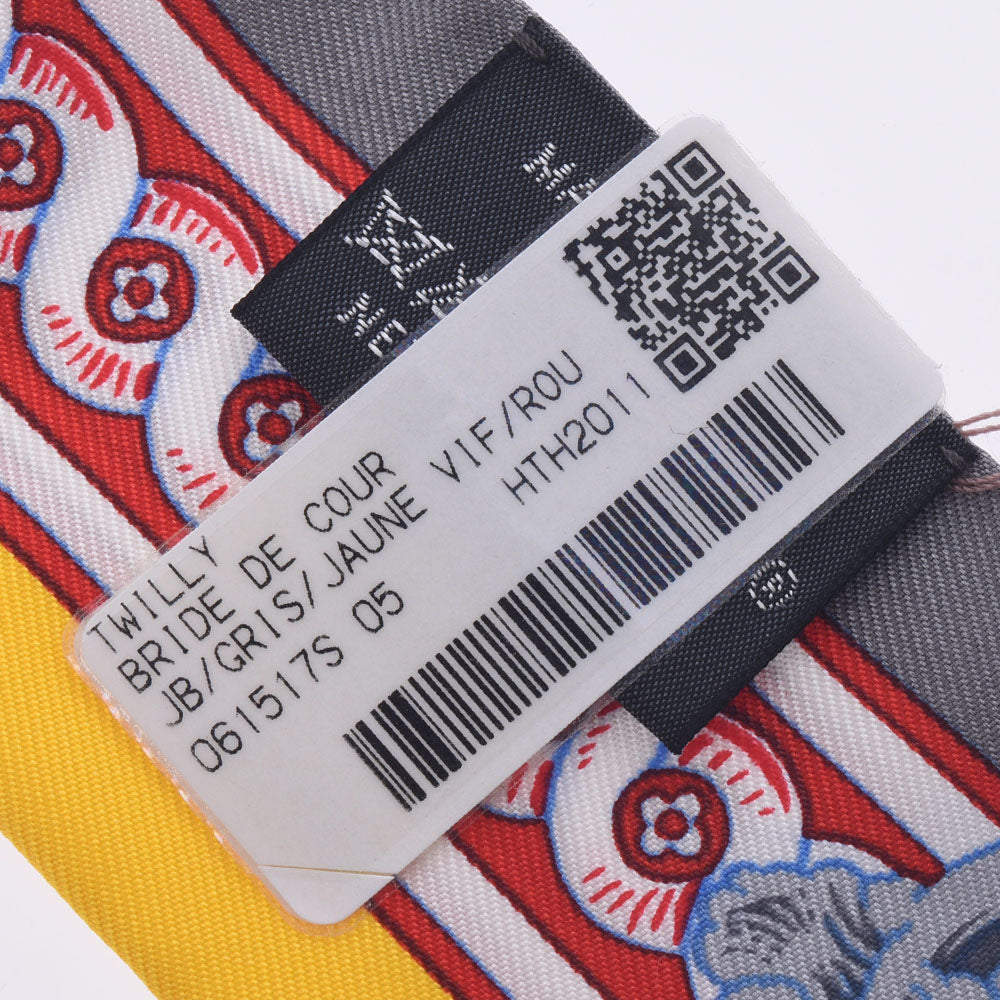 TWILLY
BRIDE DE COUR
JB/GRIS/JAUNE VIF/ROU
HTH2011
061517S 05